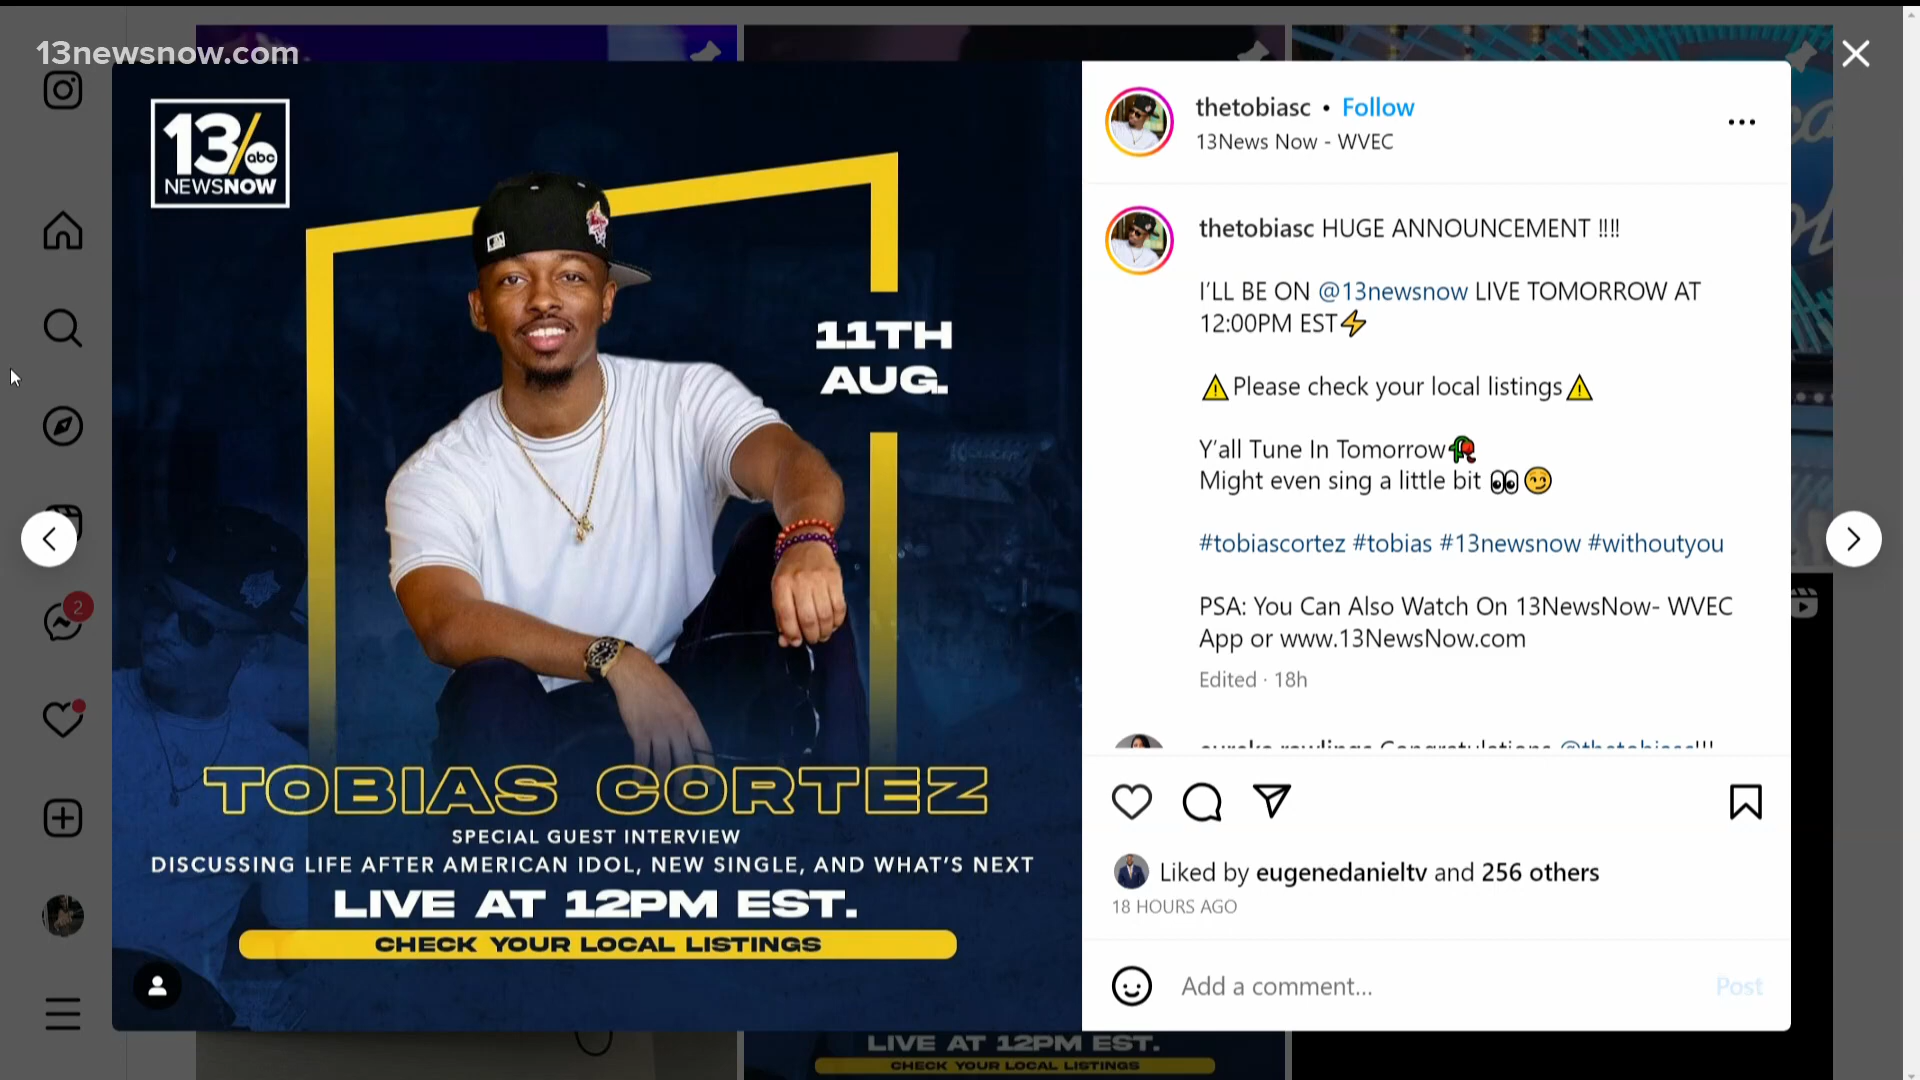 13newsnow.com
13
abc
NEWSNOW
11TH
AUG.
TOBIAS CORTEZ
SPECIAL GUEST INTERVIEW
DISCUSSING LIFE AFTER AMERICAN IDOL, NEW SINGLE, AND WHAT'S NEXT
LIVE AT 12PM EST.
CHECK YOUR LOCAL LISTINGS
2
thetobiasc • Follow
13News Now - WVEC
thetobiasc HUGE ANNOUNCEMENT !!!!
I'LL BE ON @13newsnow LIVE TOMORROW AT
12:00PM EST⚡
⚠Please check your local listings⚠
Y'all Tune In Tomorrow🥀
Might even sing a little bit 👀😏
#tobiascortez #tobias #13newsnow #withoutyou
PSA: You Can Also Watch On 13NewsNow- WVEC
App or www.13NewsNow.com
Edited · 18h
eureka_rawlings Congratulations @thetobiasc!!!
Liked by eugenedanieltv and 256 others
18 HOURS AGO
Add a comment...
Post
LIVE AT 12PM EST.
CHECK YOUR LOCAL LISTINGS